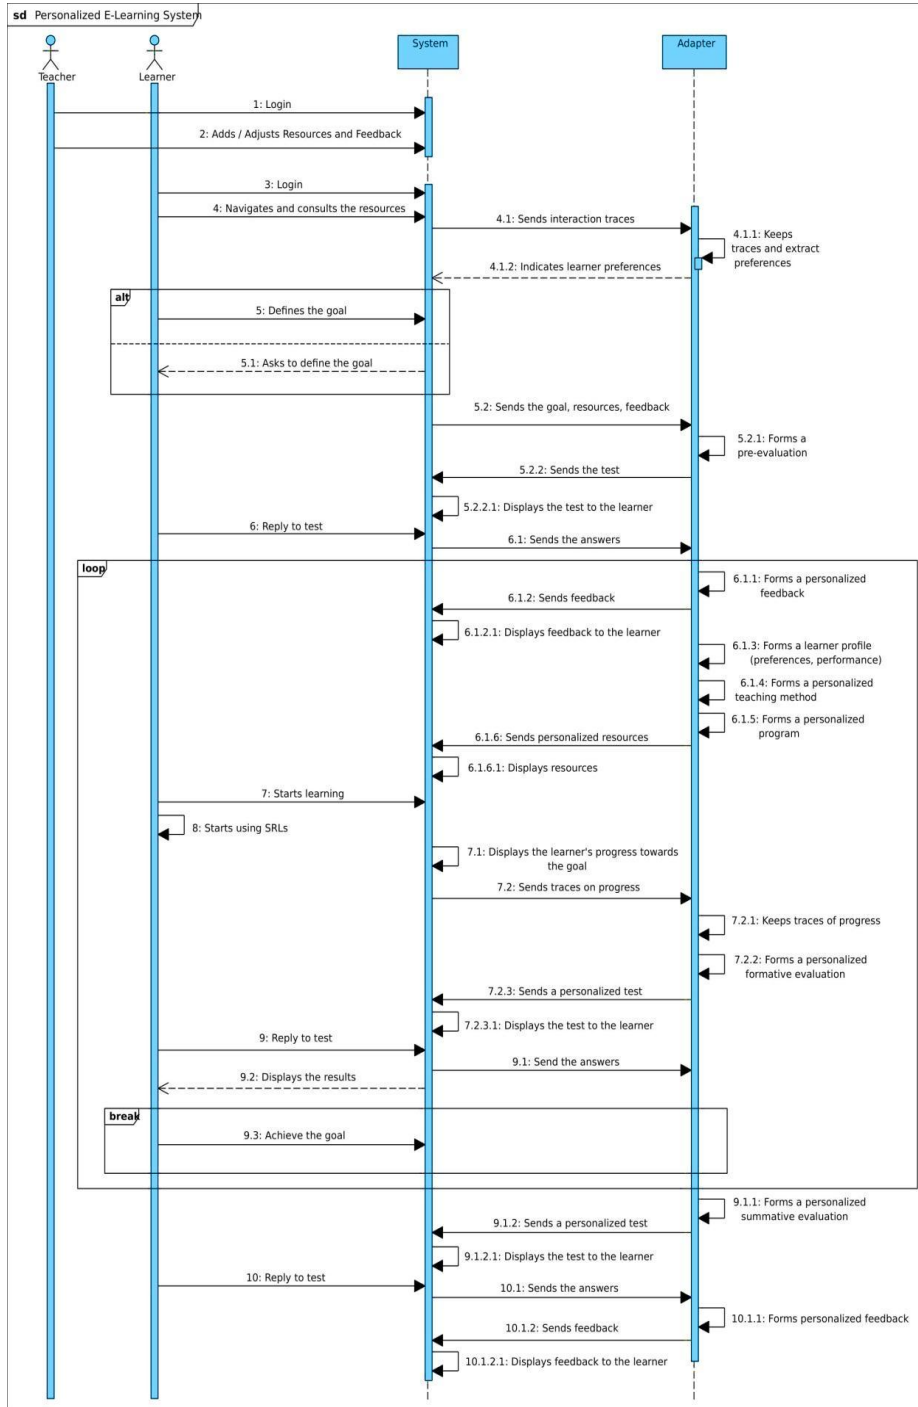 sd Personalized E-Learning System
Teacher
Learner
System
Adapter
1: Login
2: Adds / Adjusts Resources and Feedback
3: Login
4: Navigates and consults the resources
4.1: Sends interaction traces
4.1.1: Keeps
traces and extract
preferences
4.1.2: Indicates learner preferences
alt
5: Defines the goal
5.1: Asks to define the goal
5.2: Sends the goal, resources, feedback
5.2.1: Forms a
pre-evaluation
5.2.2: Sends the test
5.2.2.1: Displays the test to the learner
6: Reply to test
6.1: Sends the answers
loop
6.1.1: Forms a personalized
feedback
6.1.2: Sends feedback
6.1.2.1: Displays feedback to the learner
6.1.3: Forms a learner profile
(preferences, performance)
6.1.4: Forms a personalized
teaching method
6.1.5: Forms a personalized
program
6.1.6: Sends personalized resources
6.1.6.1: Displays resources
7: Starts learning
8: Starts using SRLs
7.1: Displays the learner's progress towards
the goal
7.2: Sends traces on progress
7.2.1: Keeps traces of progress
7.2.2: Forms a personalized
formative evaluation
7.2.3: Sends a personalized test
7.2.3.1: Displays the test to the learner
9: Reply to test
9.1: Send the answers
9.2: Displays the results
break
9.3: Achieve the goal
9.1.1: Forms a personalized
summative evaluation
9.1.2: Sends a personalized test
9.1.2.1: Displays the test to the learner
10: Reply to test
10.1: Sends the answers
10.1.1: Forms personalized feedback
10.1.2: Sends feedback
10.1.2.1: Displays feedback to the learner